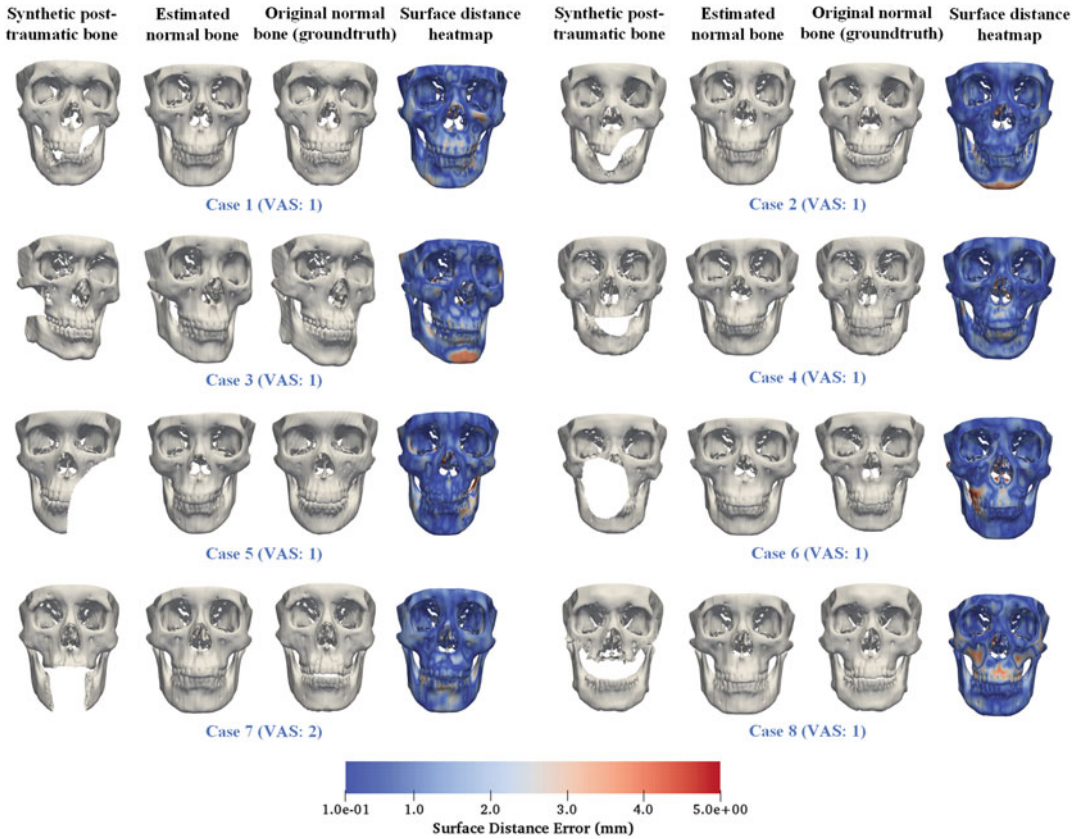 Synthetic post-
traumatic bone
Estimated
normal bone
Original normal
bone (groundtruth)
Surface distance
heatmap
Synthetic post-
traumatic bone
Estimated
normal bone
Original normal
bone (groundtruth)
Surface distance
heatmap
Case 1 (VAS: 1)
Case 2 (VAS: 1)
Case 3 (VAS: 1)
Case 4 (VAS: 1)
Case 5 (VAS: 1)
Case 6 (VAS: 1)
Case 7 (VAS: 2)
Case 8 (VAS: 1)
1.0e-01 1.0 2.0 3.0 4.0 5.0e+00
Surface Distance Error (mm)